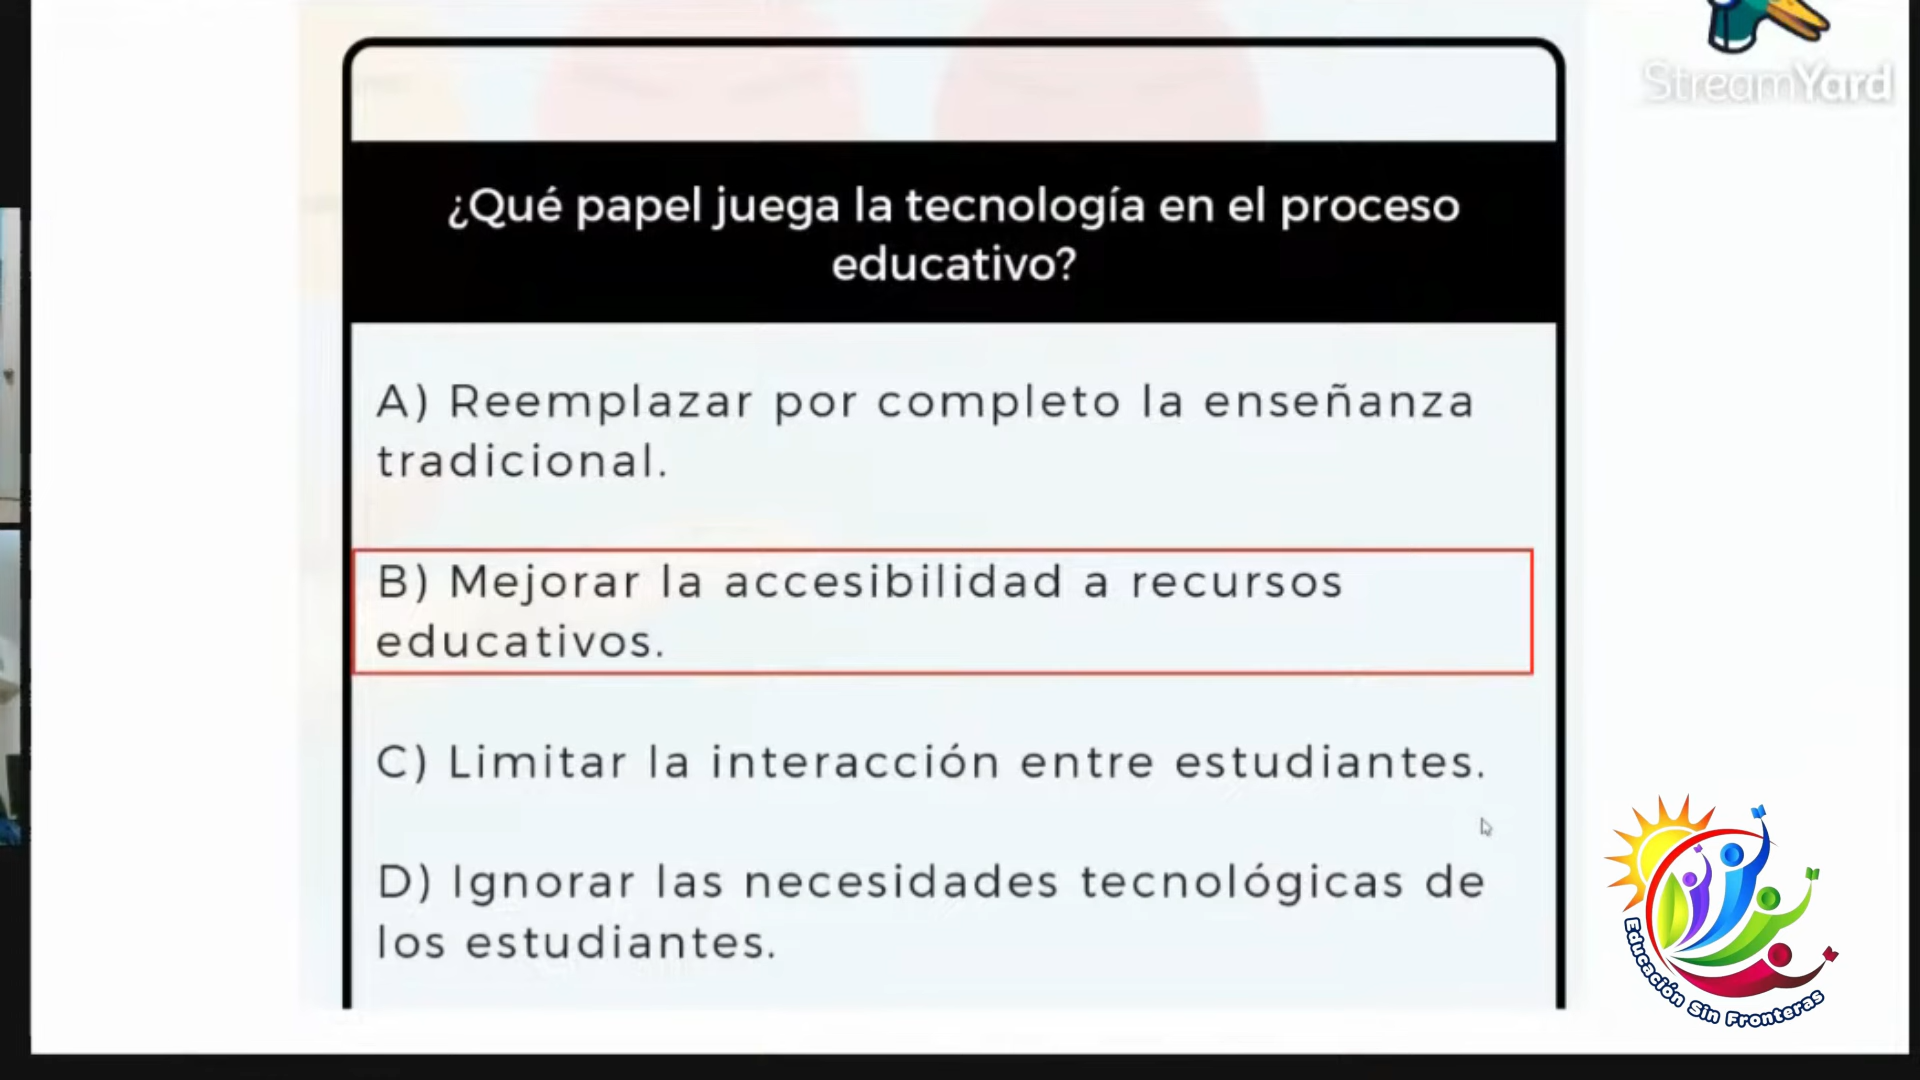 StreamYard
¿Qué papel juega la tecnología en el proceso
educativo?
A) Reemplazar por completo la enseñanza
tradicional.
B) Mejorar la accesibilidad a recursos
educativos.
C) Limitar la interacción entre estudiantes.
D) Ignorar las necesidades tecnológicas de
los estudiantes.
Educación Sin Fronteras